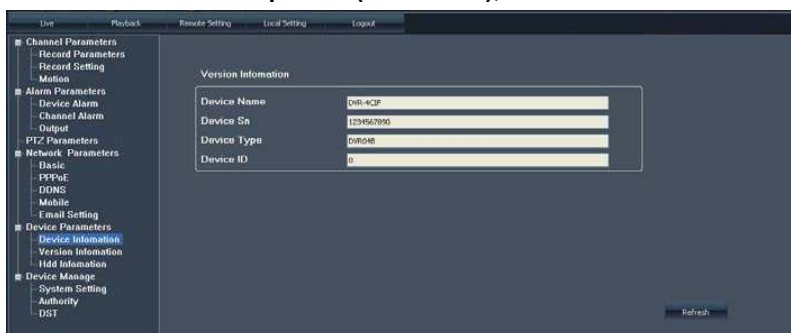 Live Playback Remote Setting Local Setting Logout
Channel Parameters
Record Parameters
Record Setting
Motion
Alarm Parameters
Device Alarm
Channel Alarm
Output
PTZ Parameters
Network Parameters
Basic
PPPoE
DDNS
Mobile
Email Setting
Device Parameters
Device Infomation
Version Infomation
Hdd Infomation
Device Manage
System Setting
Authority
DST
Version Infomation
Device Name DVR-4CIF
Device Sn 1234567890
Device Type DVR04B
Device ID 0
Refresh